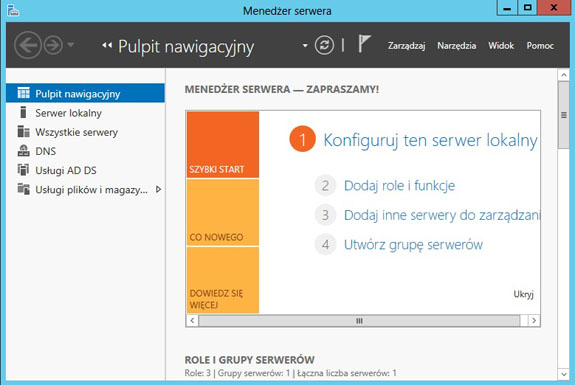 Menedżer serwera
Pulpit nawigacyjny
Zarządzaj Narzędzia Widok Pomoc
Pulpit nawigacyjny
Serwer lokalny
Wszystkie serwery
DNS
Usługi AD DS
Usługi plików i magazy...
MENEDŻER SERWERA — ZAPRASZAMY!
SZYBKI START
CO NOWEGO
DOWIEDZ SIĘ
WIĘCEJ
1 Konfiguruj ten serwer lokalny
2 Dodaj role i funkcje
3 Dodaj inne serwery do zarządzani
4 Utwórz grupę serwerów
Ukryj
ROLE I GRUPY SERWERÓW
Role: 3 | Grupy serwerów: 1 | Łączna liczba serwerów: 1